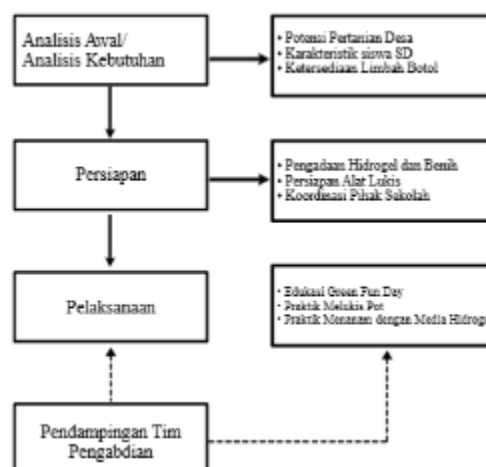 Analisis Awal/
Analisis Kebutuhan
• Potensi Pertanian Desa
• Karakteristik siswa SD
• Ketersediaan Limbah Botol
Persiapan
• Pengadaan Hidrogel dan Benih
• Persiapan Alat Lukis
• Koordinasi Pihak Sekolah
Pelaksanaan
• Edukasi Green Fun Day
• Praktik Melukis Pot
• Praktik Menanam dengan Media Hidroge
Pendampingan Tim
Pengabdian